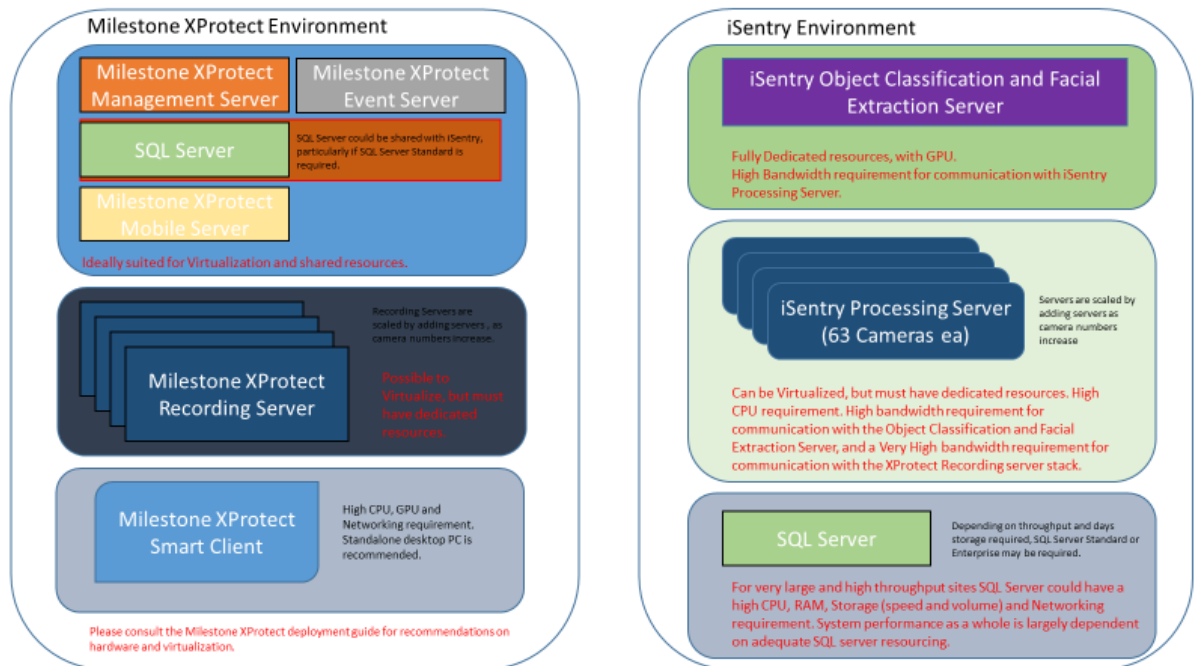 Milestone XProtect Environment
Milestone XProtect
Management Server
Milestone XProtect
Event Server
SQL Server
SQL Server could be shared with iSentry,
particularly if SQL Server Standard is
required.
Milestone XProtect
Mobile Server
Ideally suited for Virtualization and shared resources.
Recording Servers are
scaled by adding servers , as
camera numbers increase.
Milestone XProtect
Recording Server
Possible to
Virtualize, but must
have dedicated
resources.
Milestone XProtect
Smart Client
High CPU, GPU and
Networking requirement.
Standalone desktop PC is
recommended.
Please consult the Milestone XProtect deployment guide for recommendations on
hardware and virtualization.
iSentry Environment
iSentry Object Classification and Facial
Extraction Server
Fully Dedicated resources, with GPU.
High Bandwidth requirement for communication with iSentry
Processing Server.
iSentry Processing Server
(63 Cameras ea)
Servers are scaled by
adding servers as
camera numbers
increase
Can be Virtualized, but must have dedicated resources. High
CPU requirement. High bandwidth requirement for
communication with the Object Classification and Facial
Extraction Server, and a Very High bandwidth requirement for
communication with the XProtect Recording server stack.
SQL Server
Depending on throughput and days
storage required, SQL Server Standard or
Enterprise may be required.
For very large and high throughput sites SQL Server could have a
high CPU, RAM, Storage (speed and volume) and Networking
requirement. System performance as a whole is largely dependent
on adequate SQL server resourcing.